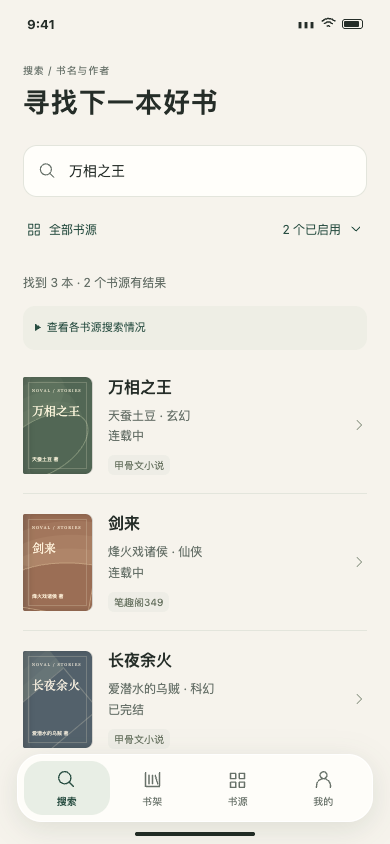 9:41
搜索 / 书名与作者
寻找下一本好书
万相之王
全部书源
2 个已启用
找到 3 本 · 2 个书源有结果
查看各书源搜索情况
NOVAL / STORIES
万相之王
天蚕土豆 著
万相之王
天蚕土豆 · 玄幻
连载中
甲骨文小说
NOVAL / STORIES
剑来
烽火戏诸侯 著
剑来
烽火戏诸侯 · 仙侠
连载中
笔趣阁349
NOVAL / STORIES
长夜余火
爱潜水的乌贼 著
长夜余火
爱潜水的乌贼 · 科幻
已完结
甲骨文小说
搜索
书架
书源
我的